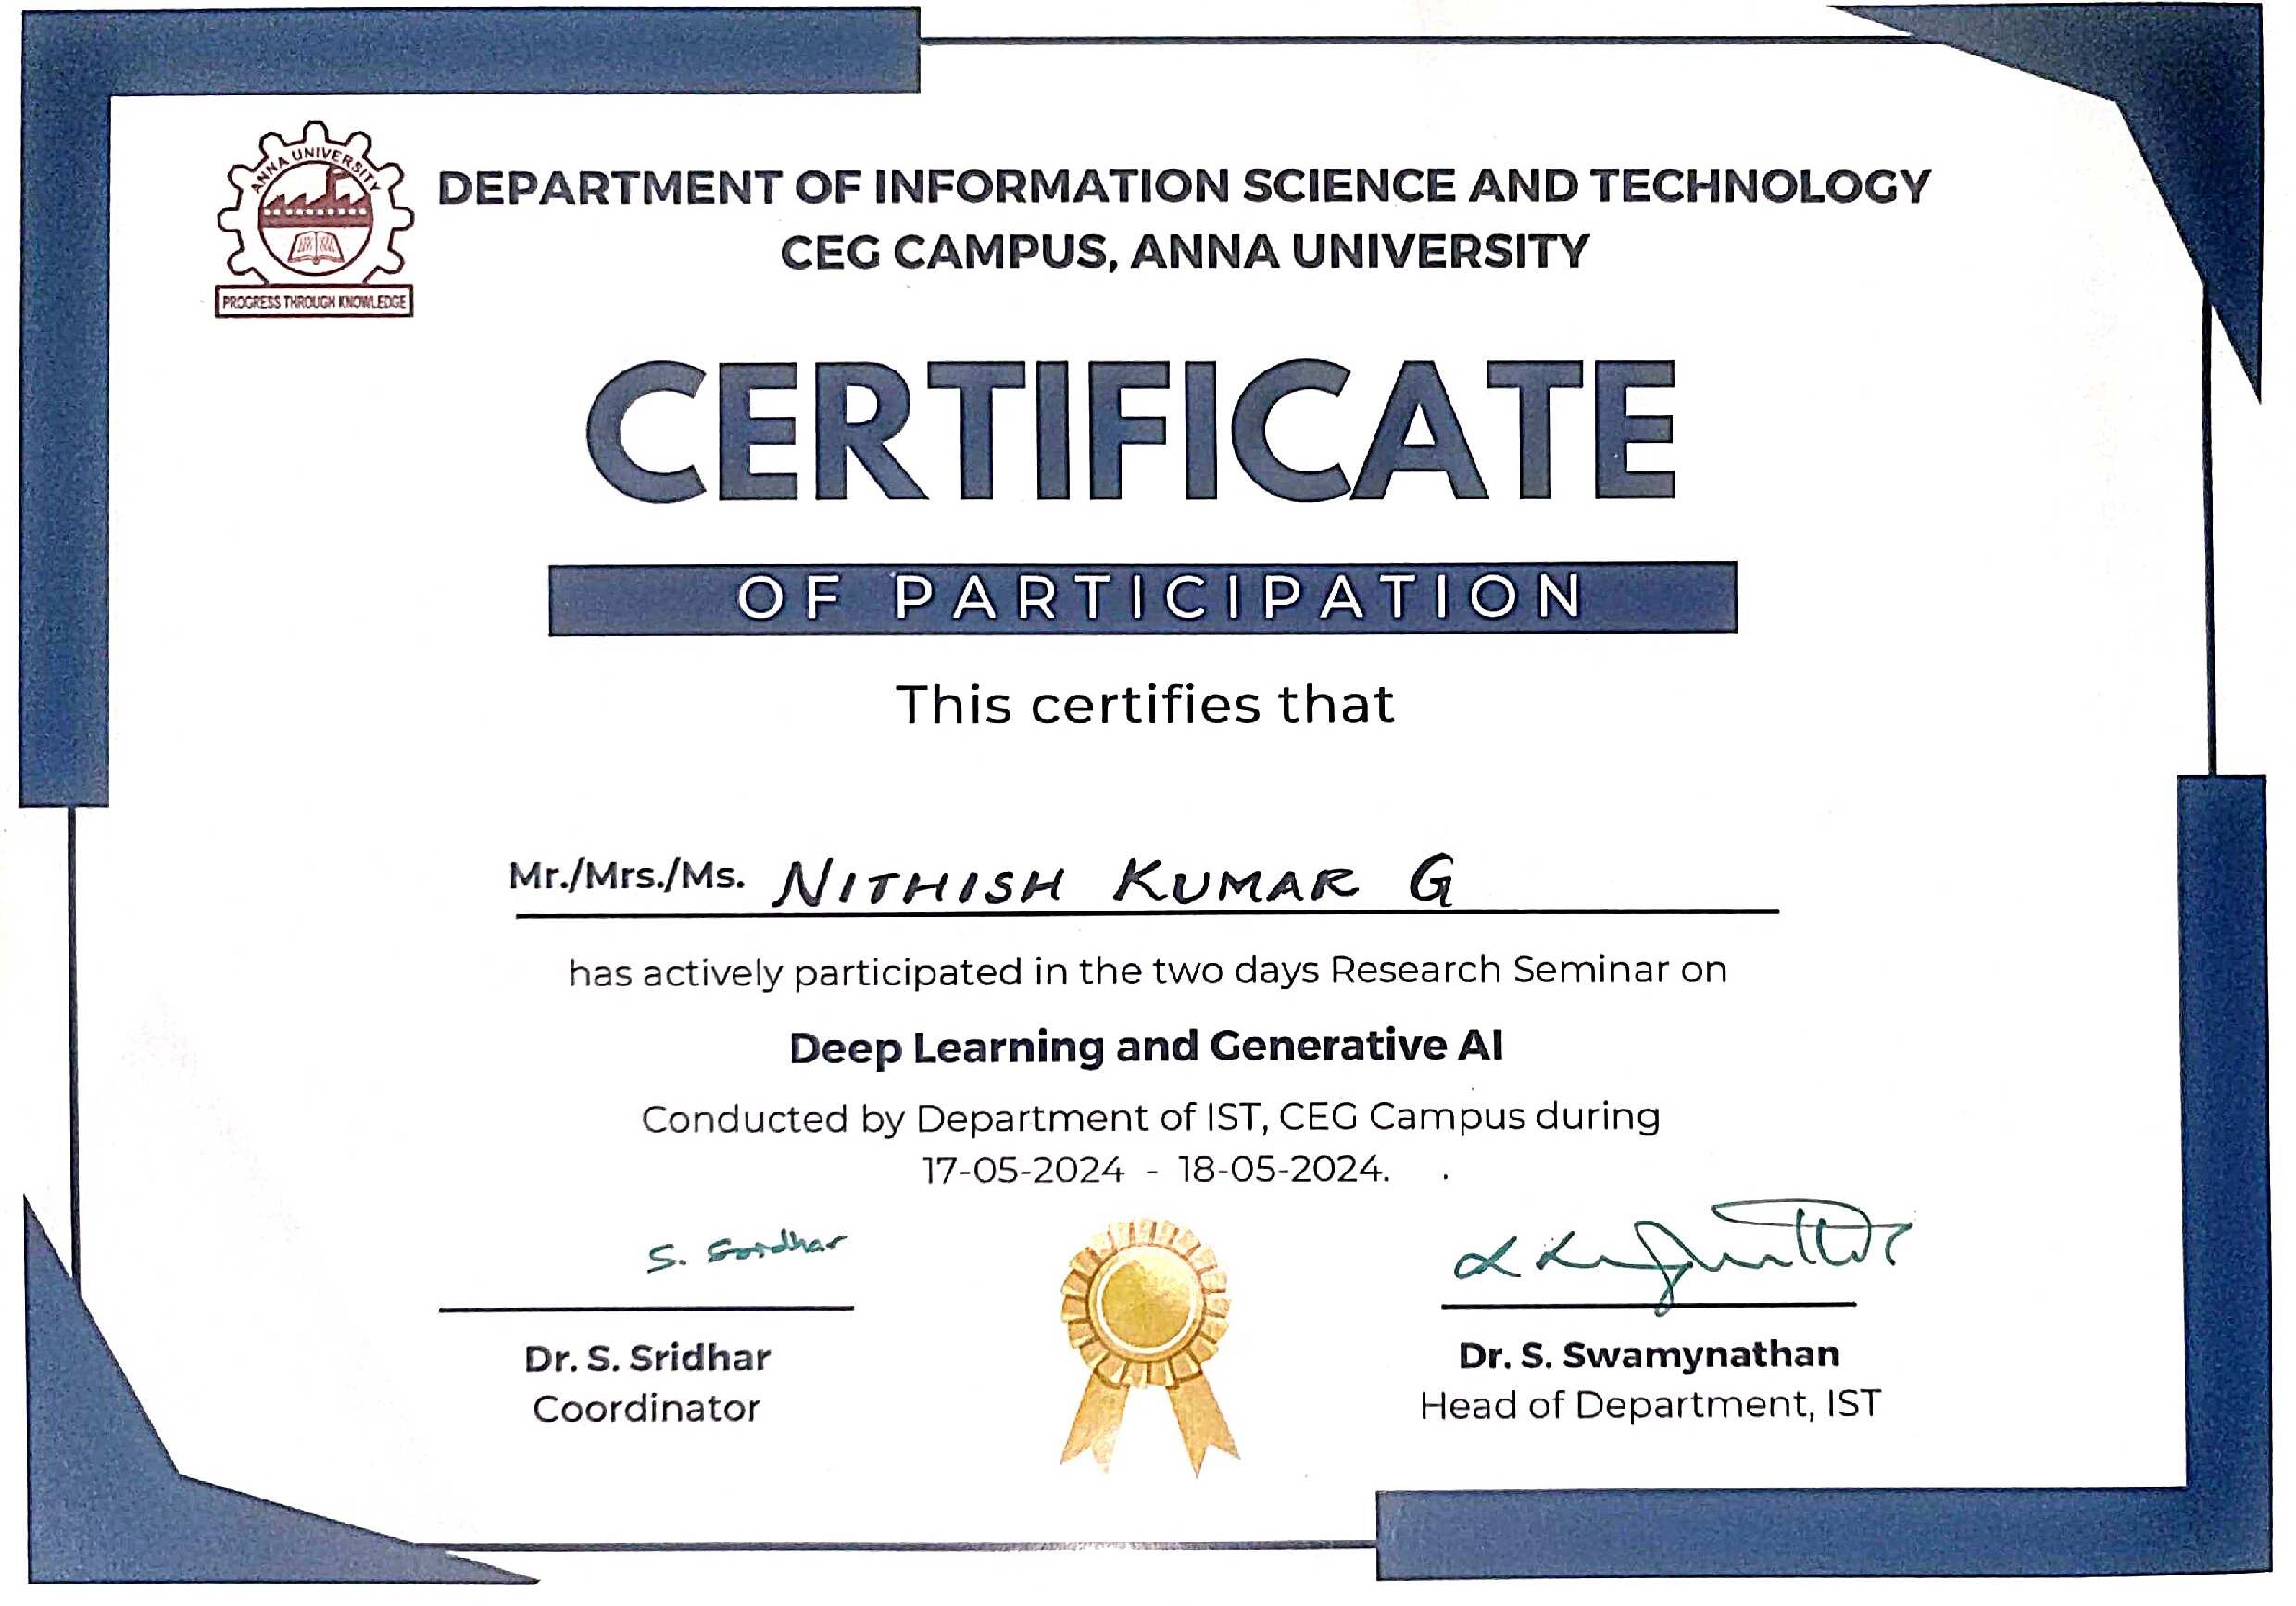 ANNA UNIVERSITY
PROGRESS THROUGH KNOWLEDGE
DEPARTMENT OF INFORMATION SCIENCE AND TECHNOLOGY
CEG CAMPUS, ANNA UNIVERSITY
CERTIFICATE
OF PARTICIPATION
This certifies that
Mr./Mrs./Ms. NITHISH KUMAR G
has actively participated in the two days Research Seminar on
Deep Learning and Generative AI
Conducted by Department of IST, CEG Campus during
17-05-2024 - 18-05-2024.
S. Sridhar
Dr. S. Sridhar
Coordinator
Dr. S. Swamynathan
Head of Department, IST